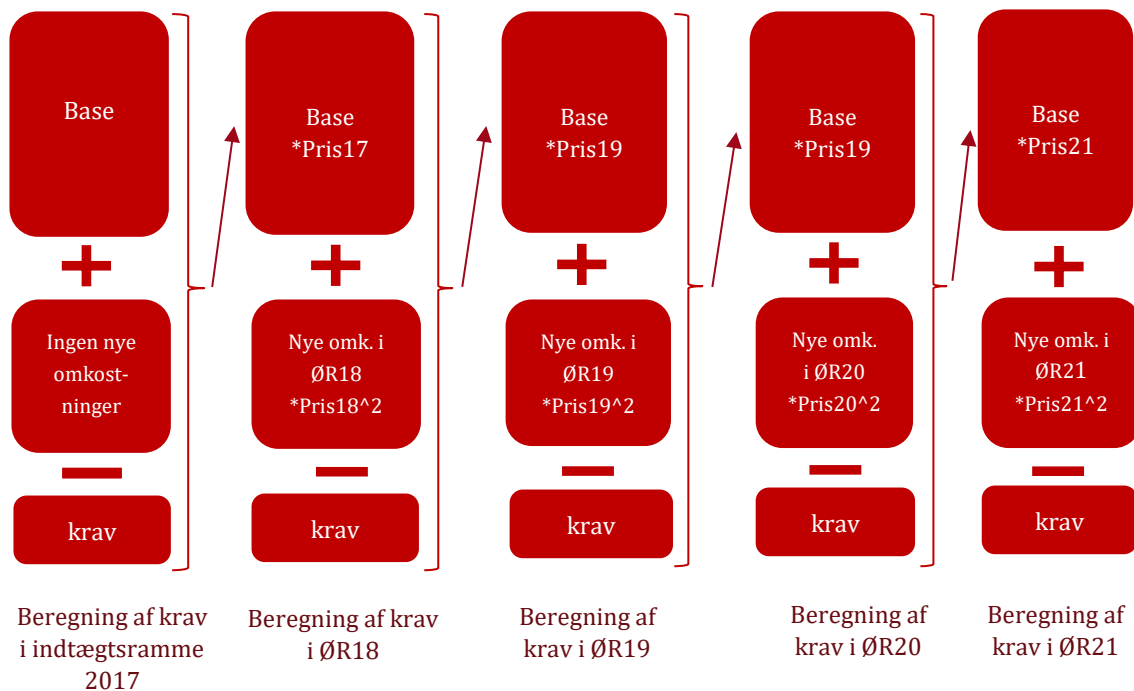 Base
Ingen nye
omkost-
ninger
krav
Beregning af krav
i indtægtsramme
2017
Base
*Pris17
Nye omk. i
ØR18
*Pris18^2
krav
Beregning af krav
i ØR18
Base
*Pris19
Nye omk. i
ØR19
*Pris19^2
krav
Beregning af
krav i ØR19
Base
*Pris19
Nye omk.
i ØR20
*Pris20^2
krav
Beregning af
krav i ØR20
Base
*Pris21
Nye omk. i
ØR21
*Pris21^2
krav
Beregning af
krav i ØR21